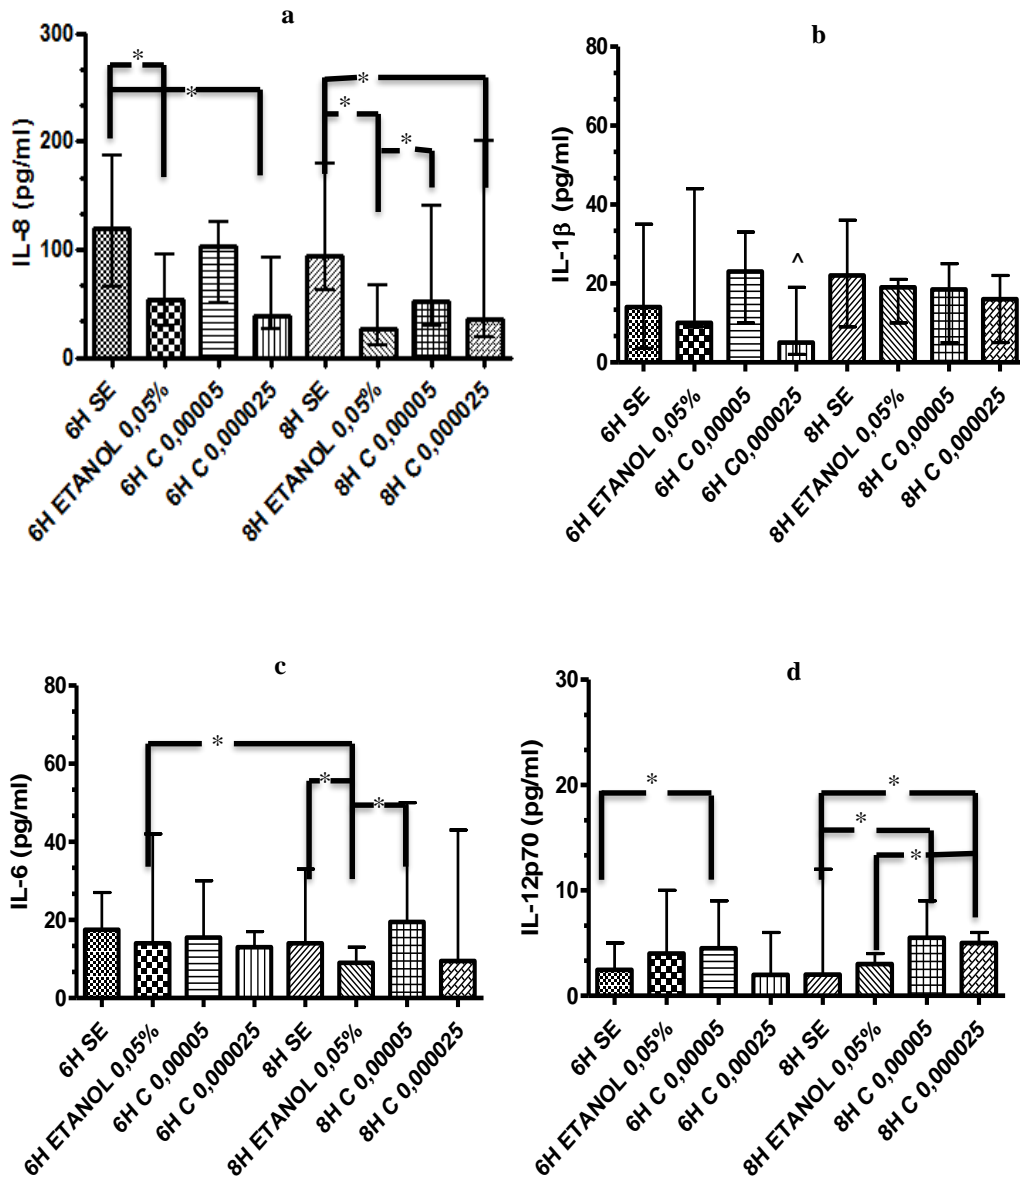 a
IL-8 (pg/ml)
300
200
100
0
*
*
*
*
*
6H SE
6H ETANOL 0,05%
6H C 0,00005
6H C 0,000025
8H SE
8H ETANOL 0,05%
8H C 0,00005
8H C 0,000025
b
IL-1β (pg/ml)
80
60
40
20
0
^
6H SE
6H ETANOL 0,05%
6H C 0,00005
6H C0,000025
8H SE
8H ETANOL 0,05%
8H C 0,00005
8H C 0,000025
c
IL-6 (pg/ml)
80
60
40
20
0
*
*
*
6H SE
6H ETANOL 0,05%
6H C 0,00005
6H C 0,000025
8H SE
8H ETANOL 0,05%
8H C 0,00005
8H C 0,000025
d
IL-12p70 (pg/ml)
30
20
10
0
*
*
*
*
6H SE
6H ETANOL 0,05%
6H C 0,00005
6H C 0,00025
8H SE
8H ETANOL 0,05%
8H C 0,00005
8H C 0,000025